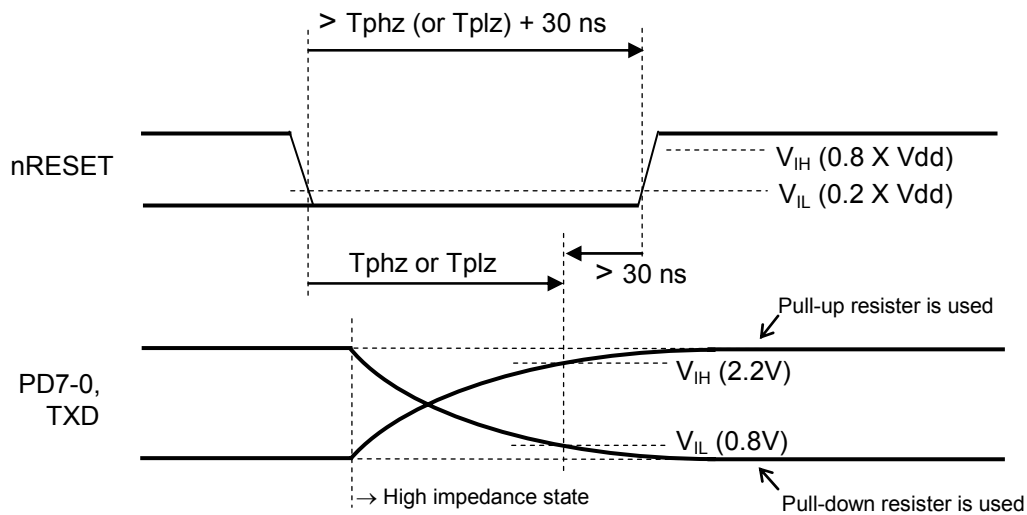 > Tphz (or Tplz) + 30 ns
nRESET
VIH (0.8 X Vdd)
VIL (0.2 X Vdd)
Tphz or Tplz
> 30 ns
Pull-up resister is used
PD7-0,
TXD
VIH (2.2V)
VIL (0.8V)
→ High impedance state
Pull-down resister is used